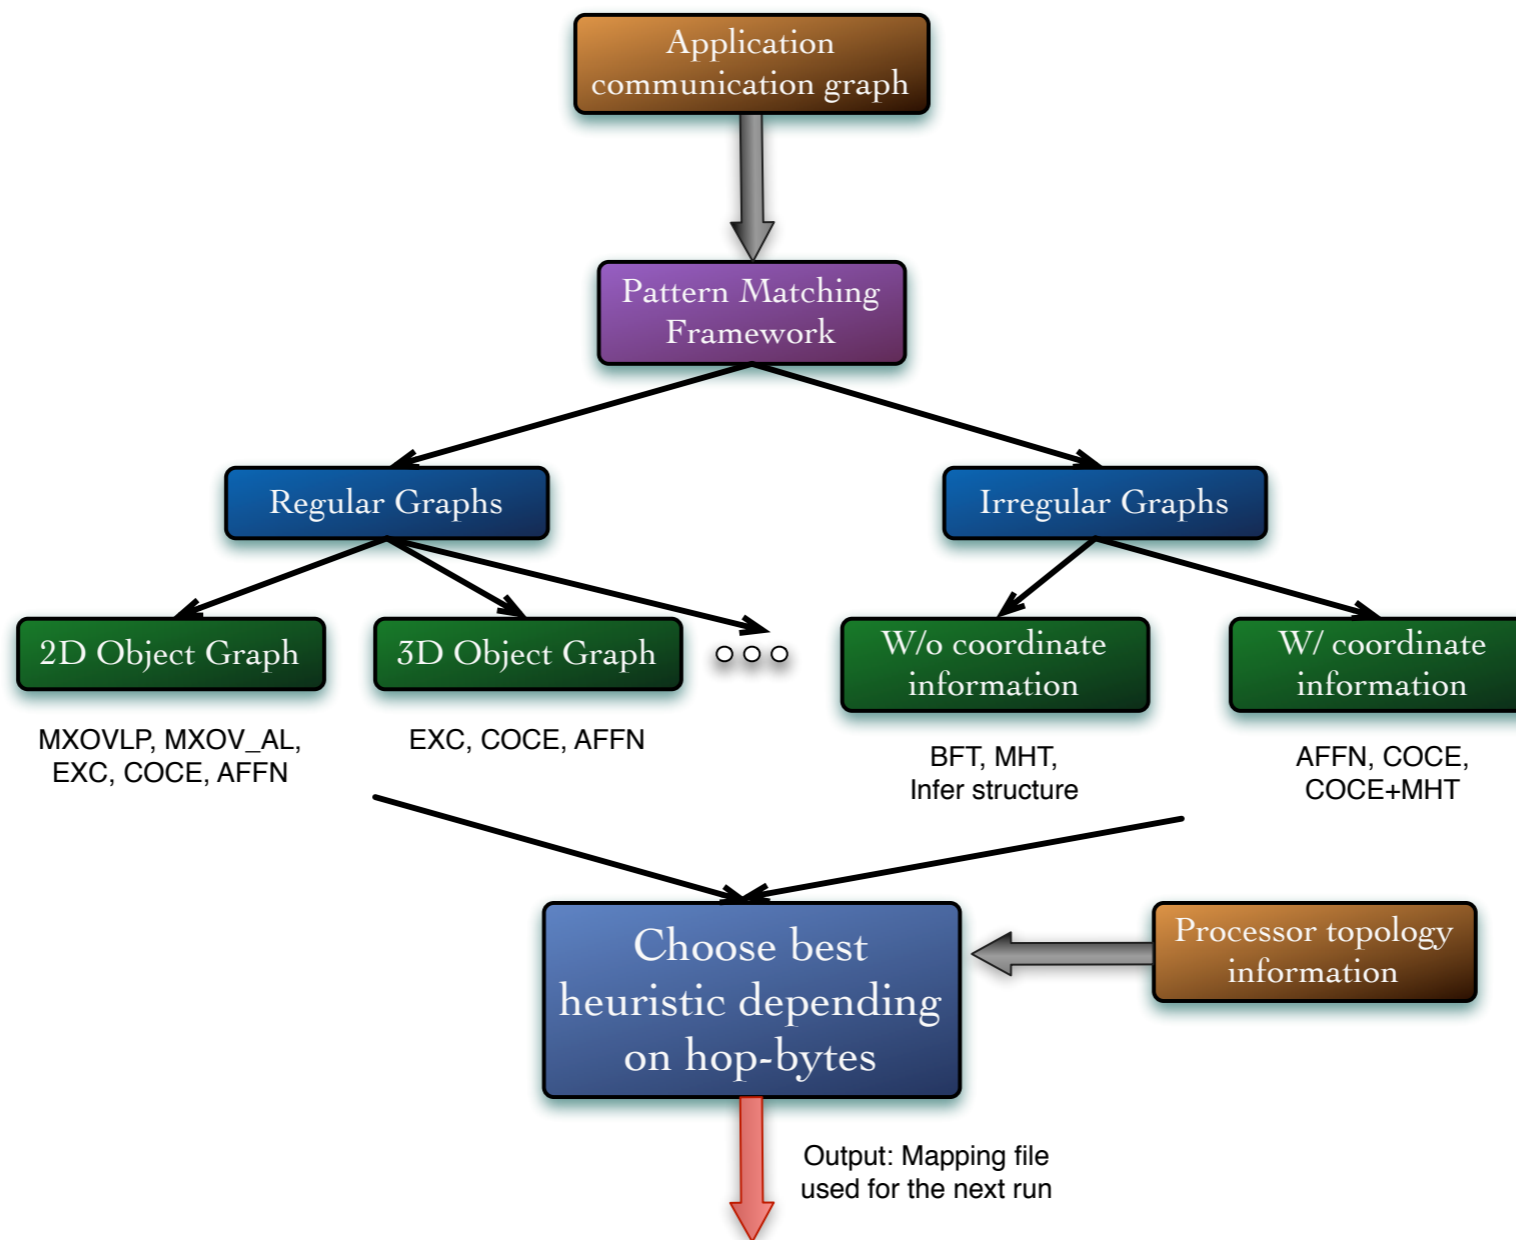 Application
communication graph
Pattern Matching
Framework
Regular Graphs
Irregular Graphs
2D Object Graph
3D Object Graph
W/o coordinate
information
W/ coordinate
information
MXOVLP, MXOV_AL,
EXC, COCE, AFFN
EXC, COCE, AFFN
BFT, MHT,
Infer structure
AFFN, COCE,
COCE+MHT
Choose best
heuristic depending
on hop-bytes
Processor topology
information
Output: Mapping file
used for the next run